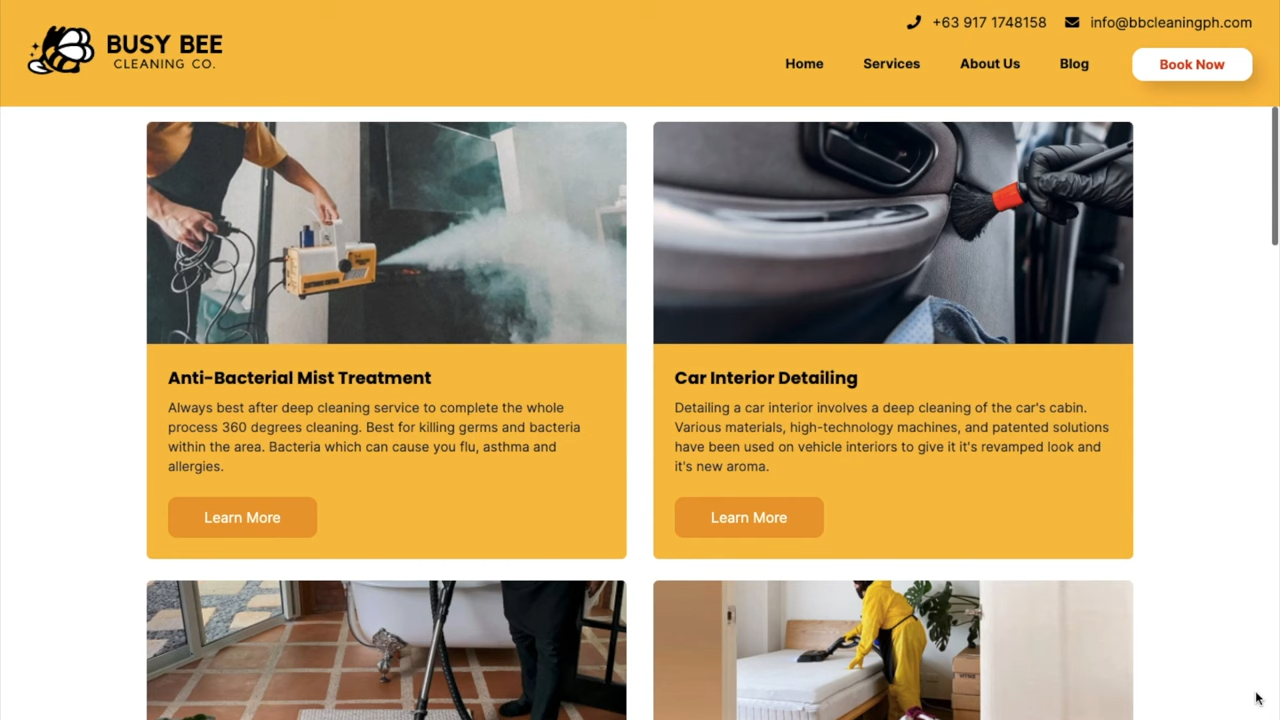 +63 917 1748158 info@bbcleaningph.com
BUSY BEE
CLEANING CO.
Home Services About Us Blog Book Now
Anti-Bacterial Mist Treatment
Always best after deep cleaning service to complete the whole
process 360 degrees cleaning. Best for killing germs and bacteria
within the area. Bacteria which can cause you flu, asthma and
allergies.
Learn More
Car Interior Detailing
Detailing a car interior involves a deep cleaning of the car's cabin.
Various materials, high-technology machines, and patented solutions
have been used on vehicle interiors to give it it's revamped look and
it's new aroma.
Learn More